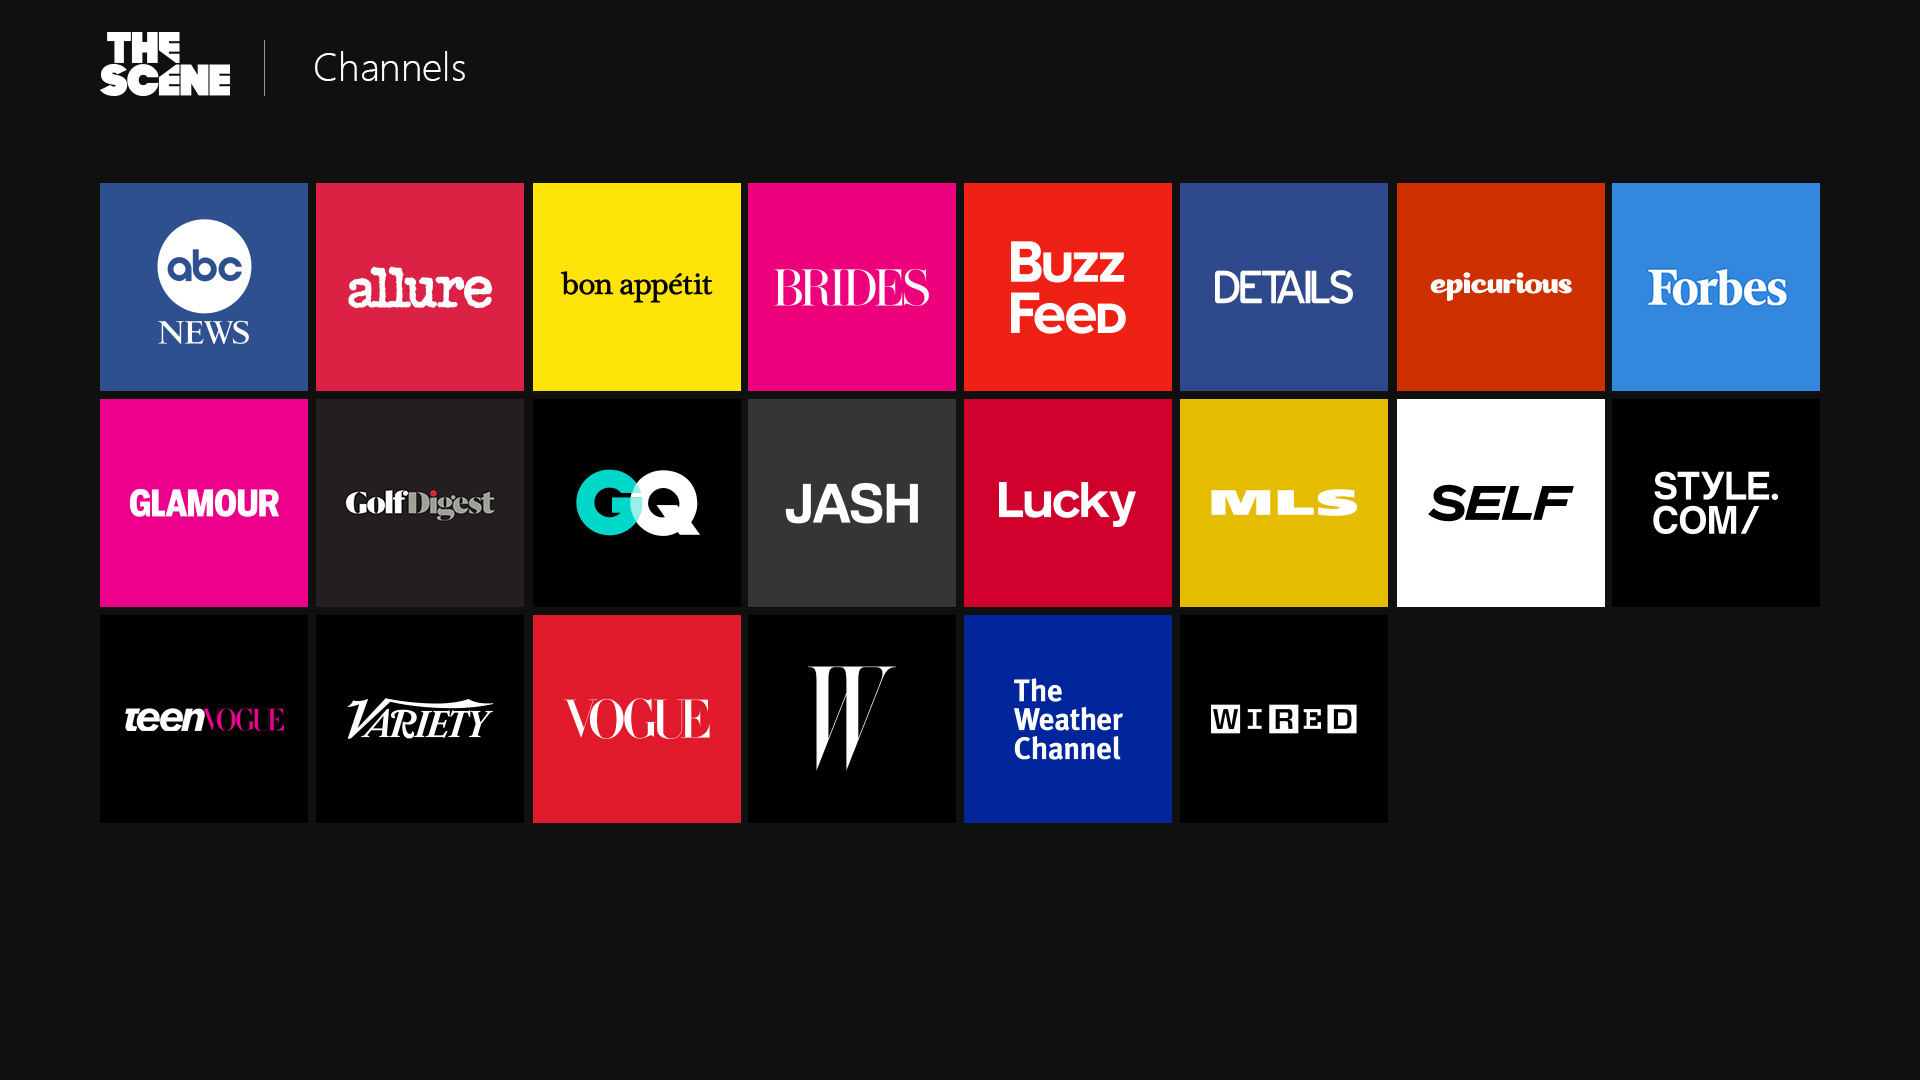 THE
SCENE
Channels
abc
NEWS
allure
bon appétit
BRIDES
BuzZ
FeeD
DETAILS
epicurious
Forbes
GLAMOUR
GolfDigest
GQ
JASH
Lucky
MLS
SELF
STYLE.
COM/
teenVOGUE
VARIETY
VOGUE
W
The
Weather
Channel
WIRED